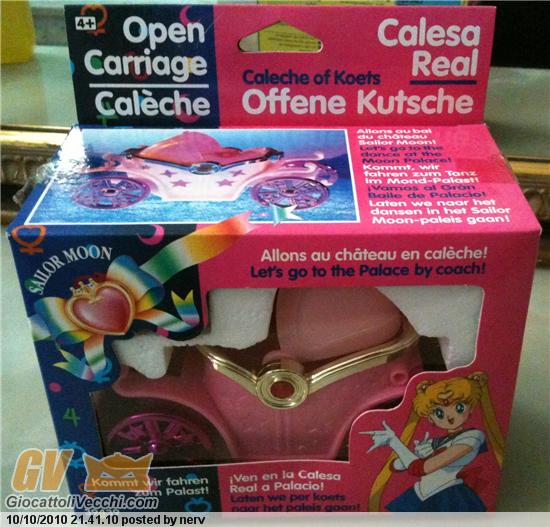 4+
Open
Carriage
Calèche
Calesa
Real
Caleche of Koets
Offene Kutsche
Allons au bal
du château
Sailor Moon!
Let's go to the
dance at the
Moon Palace!
Kommt, wir
fahren zum Tanz
im Mond-Palast!
¡Vamos al Gran
Baile de Palacio!
Laten we naar het
dansen in het Sailor
Moon-paleis gaan!
SAILOR MOON
Allons au château en calèche!
Let's go to the Palace by coach!
Kommt wir fahren
zum Palast!
¡Ven en la Calesa
Real a Palacio!
Laten we per koets
naar het paleis gaan!
GV
GiocattoliVecchi.com
10/10/2010 21.41.10 posted by nerv